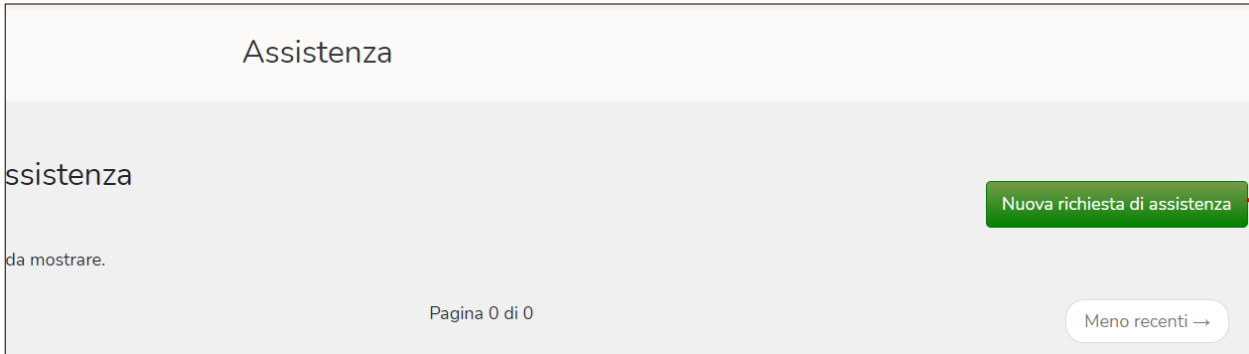 Assistenza
ssistenza
Nuova richiesta di assistenza
da mostrare.
Pagina 0 di 0
Meno recenti →